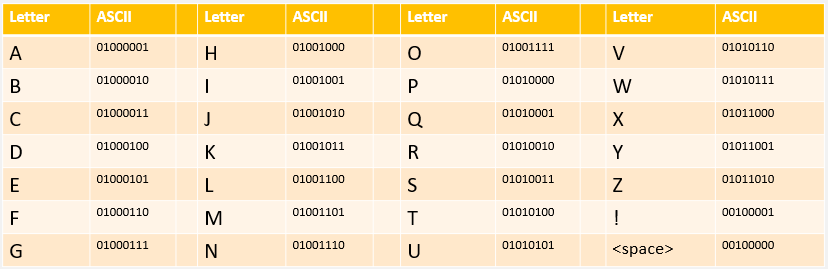 Letter ASCII Letter ASCII Letter ASCII Letter ASCII
A 01000001 H 01001000 O 01001111 V 01010110
B 01000010 I 01001001 P 01010000 W 01010111
C 01000011 J 01001010 Q 01010001 X 01011000
D 01000100 K 01001011 R 01010010 Y 01011001
E 01000101 L 01001100 S 01010011 Z 01011010
F 01000110 M 01001101 T 01010100 ! 00100001
G 01000111 N 01001110 U 01010101 <space> 00100000